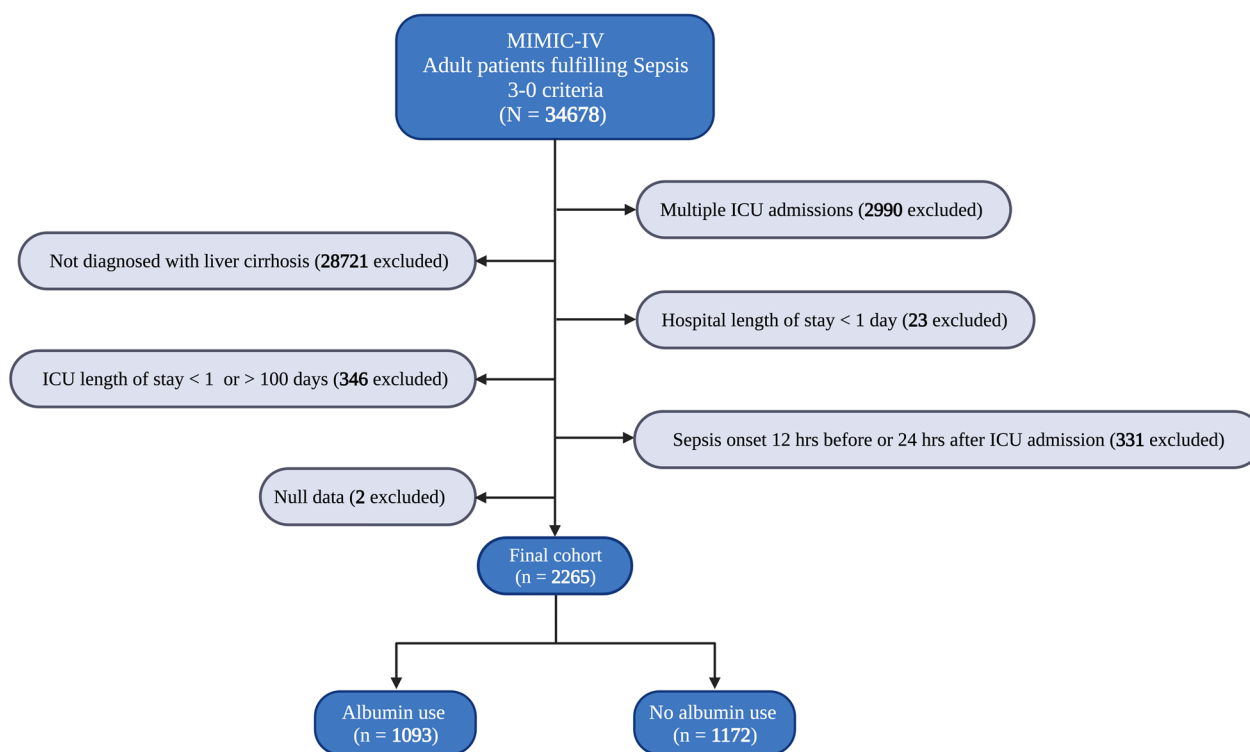 MIMIC-IV
Adult patients fulfilling Sepsis
3-0 criteria
(N = 34678)
Multiple ICU admissions (2990 excluded)
Not diagnosed with liver cirrhosis (28721 excluded)
Hospital length of stay < 1 day (23 excluded)
ICU length of stay < 1 or > 100 days (346 excluded)
Sepsis onset 12 hrs before or 24 hrs after ICU admission (331 excluded)
Null data (2 excluded)
Final cohort
(n = 2265)
Albumin use
(n = 1093)
No albumin use
(n = 1172)